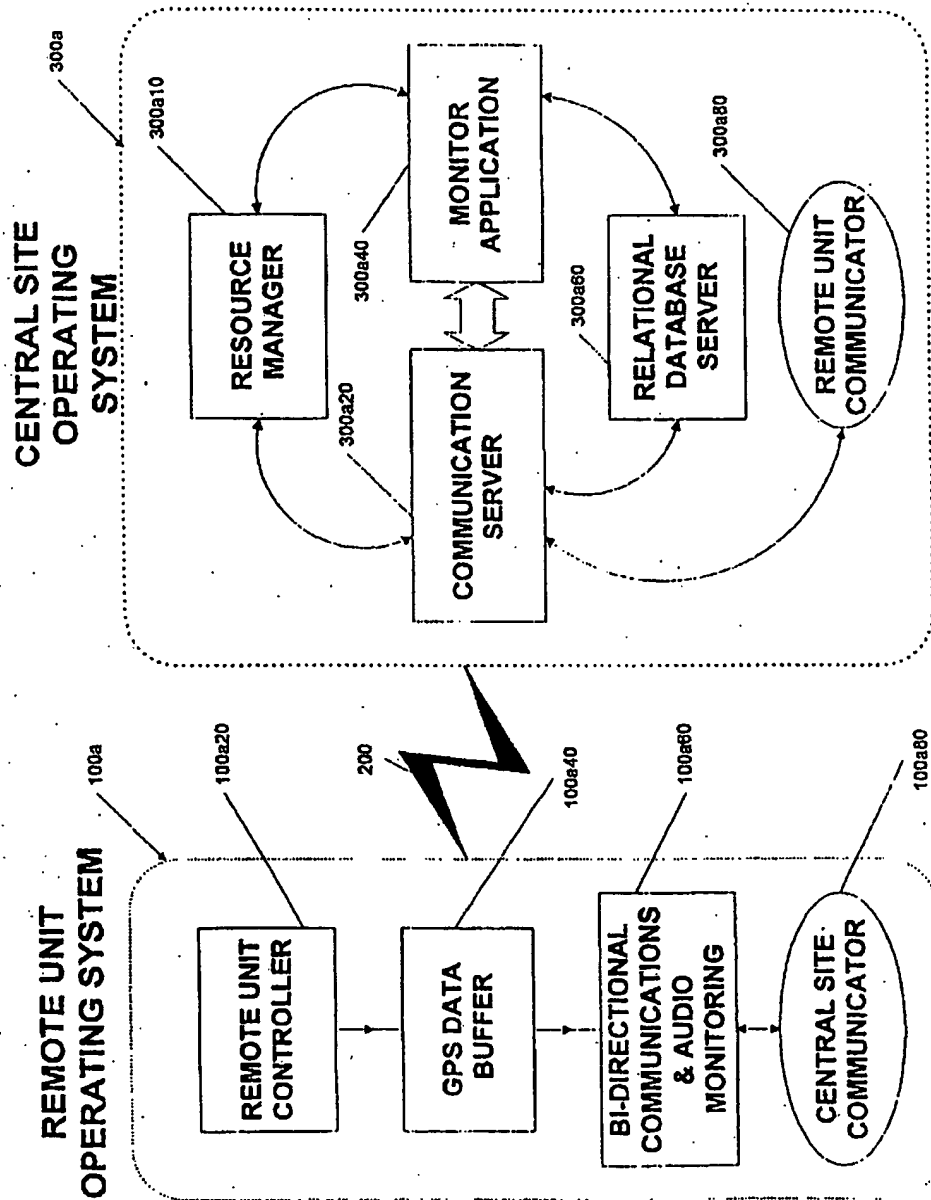 REMOTE UNIT
OPERATING SYSTEM
100a
REMOTE UNIT
CONTROLLER
100a20
GPS DATA
BUFFER
100a40
BI-DIRECTIONAL
COMMUNICATIONS
& AUDIO
MONITORING
100a60
CENTRAL SITE
COMMUNICATOR
100a80
200
CENTRAL SITE
OPERATING
SYSTEM
300a
RESOURCE
MANAGER
300a10
COMMUNICATION
SERVER
300a20
MONITOR
APPLICATION
300a40
RELATIONAL
DATABASE
SERVER
300a60
REMOTE UNIT
COMMUNICATOR
300a80